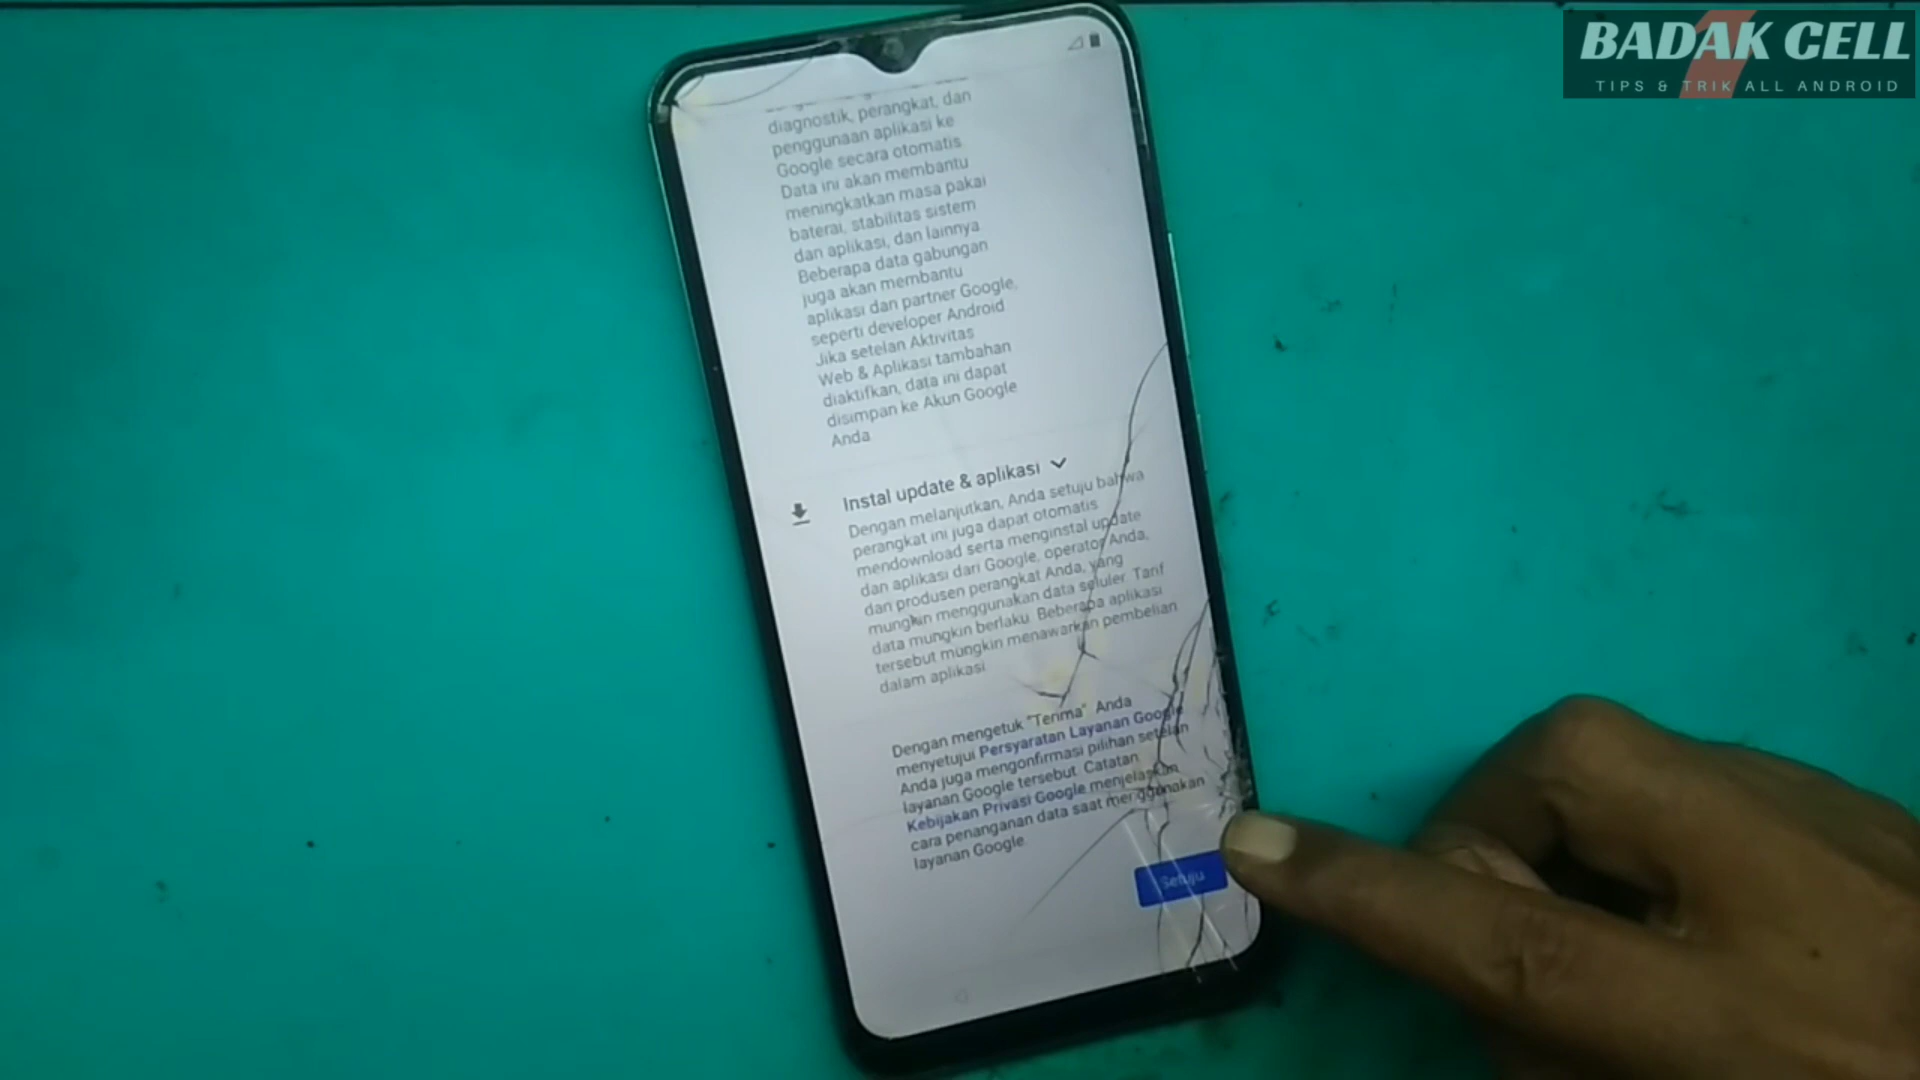 BADAK CELL
TIPS & TRIK ALL ANDROID
diagnostik, perangkat, dan
penggunaan aplikasi ke
Google secara otomatis
Data ini akan membantu
meningkatkan masa pakai
baterai, stabilitas sistem
dan aplikasi, dan lainnya
Beberapa data gabungan
juga akan membantu
aplikasi dan partner Google,
seperti developer Android
Jika setelan Aktivitas
Web & Aplikasi tambahan
diaktifkan, data ini dapat
disimpan ke Akun Google
Anda
Instal update & aplikasi
Dengan melanjutkan, Anda setuju bahwa
perangkat ini juga dapat otomatis
mendownload serta menginstal update
dan aplikasi dari Google, operator Anda,
dan produsen perangkat Anda, yang
mungkin menggunakan data seluler. Tarif
data mungkin berlaku. Beberapa aplikasi
tersebut mungkin menawarkan pembelian
dalam aplikasi
Dengan mengetuk "Terima" Anda
menyetujui Persyaratan Layanan Google
Anda juga mengonfirmasi pilihan setelan
layanan Google tersebut. Catatan
Kebijakan Privasi Google menjelaskan
cara penanganan data saat menggunakan
layanan Google.
Setuju